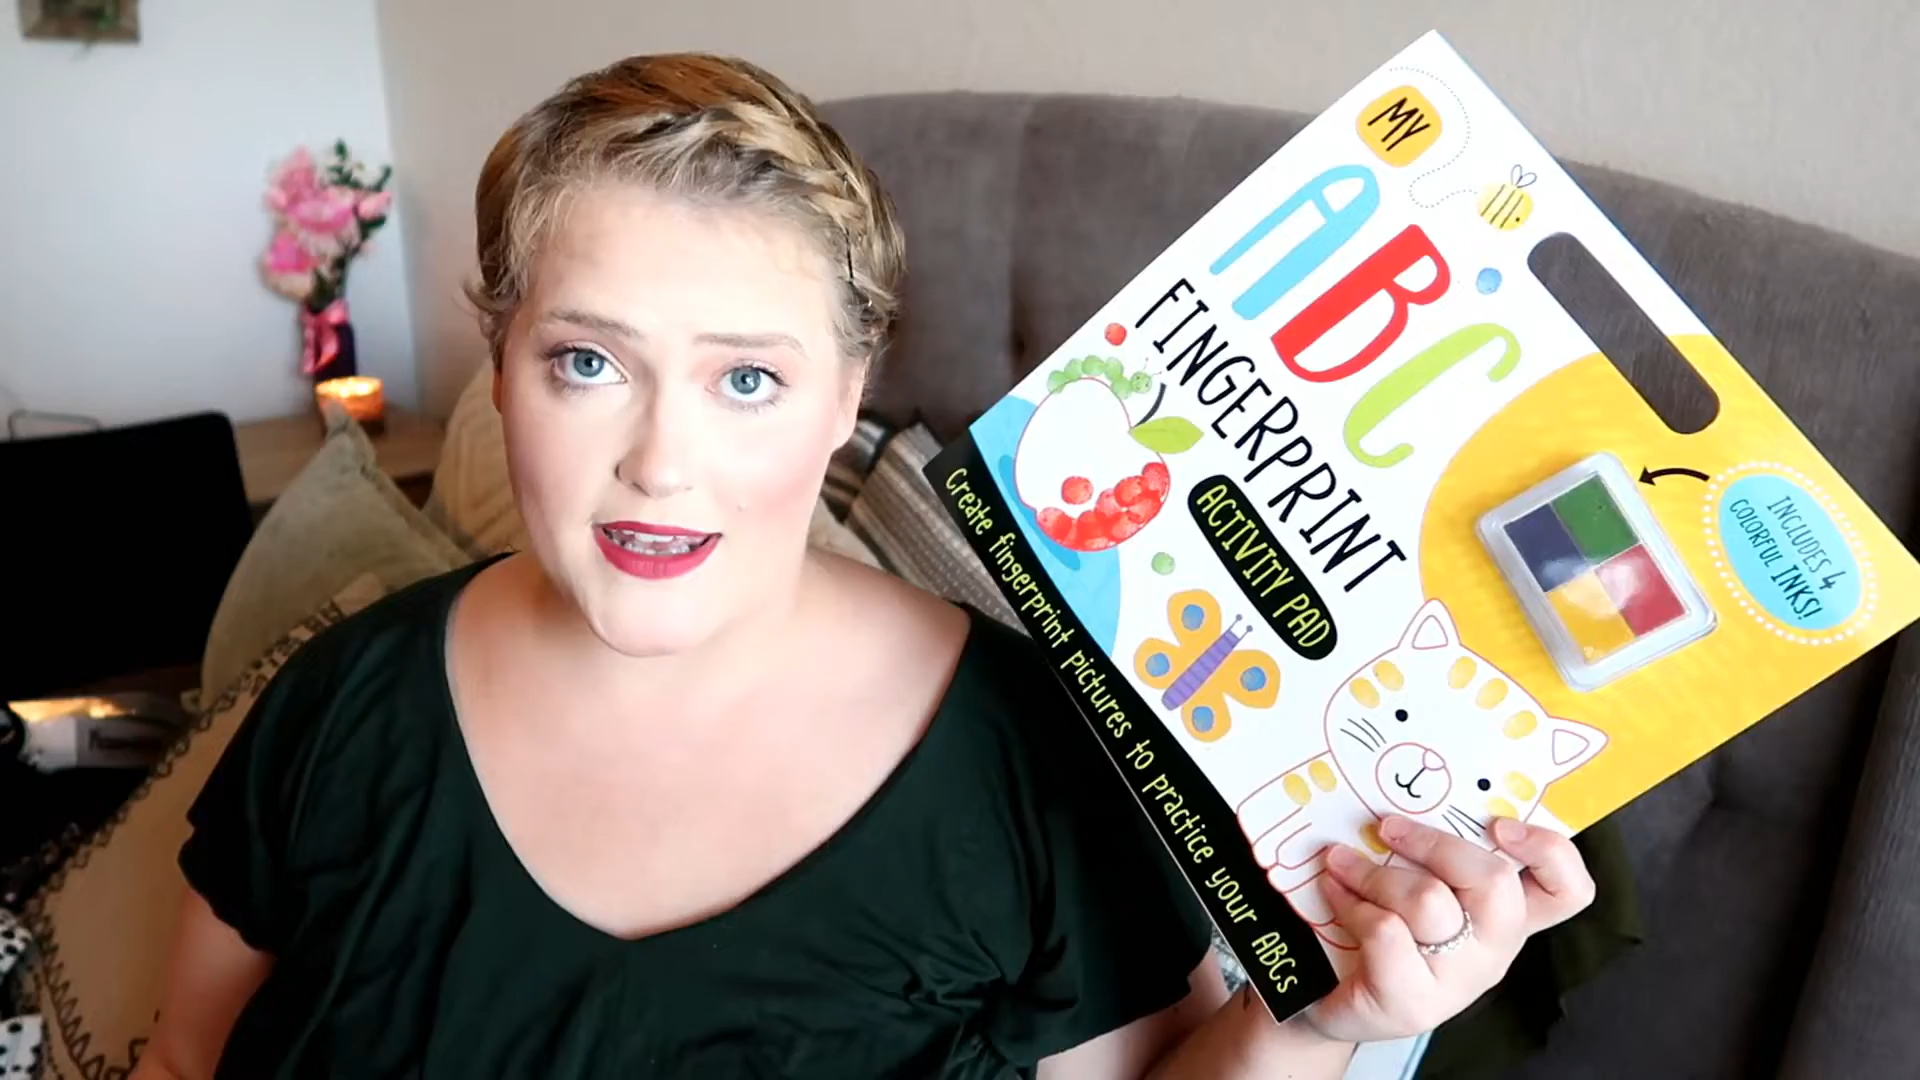 MY
ABC
FINGERPRINT
ACTIVITY PAD
INCLUDES 4
COLORFUL INKS!
Create fingerprint pictures to practice your ABCs